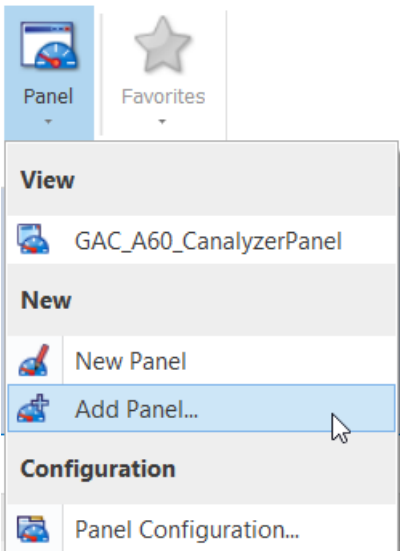 Panel
Favorites
View
GAC_A60_CanalyzerPanel
New
New Panel
Add Panel...
Configuration
Panel Configuration...